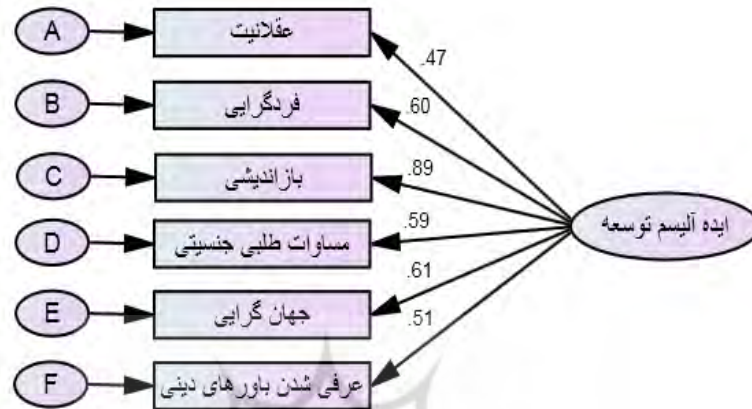 A
عقلانیت
.47
B
فردگرایی
.60
C
بازاندیشی
.89
D
مساوات طلبی جنسیتی
.59
ایده آلیسم توسعه
E
جهان گرایی
.61
F
عرفی شدن باورهای دینی
.51